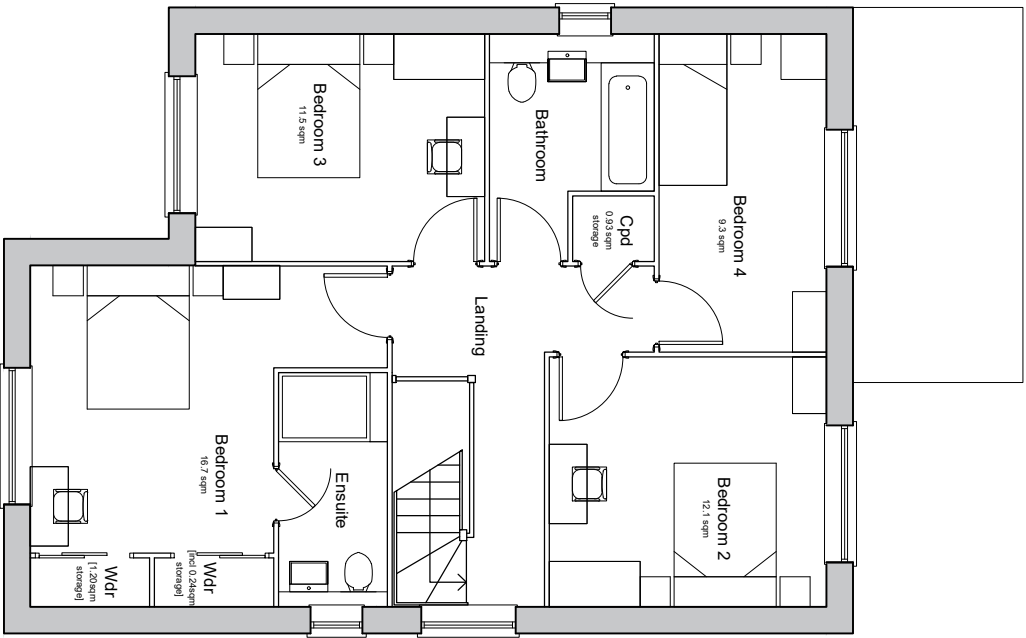 Bedroom 3
11.5 sqm
Bathroom
Cpd
0.93 sqm
storage
Bedroom 4
9.3 sqm
Landing
Bedroom 1
16.7 sqm
Ensuite
Bedroom 2
12.1 sqm
Wdr
[1.20sqm
storage]
Wdr
[incl 0.24sqm
storage]